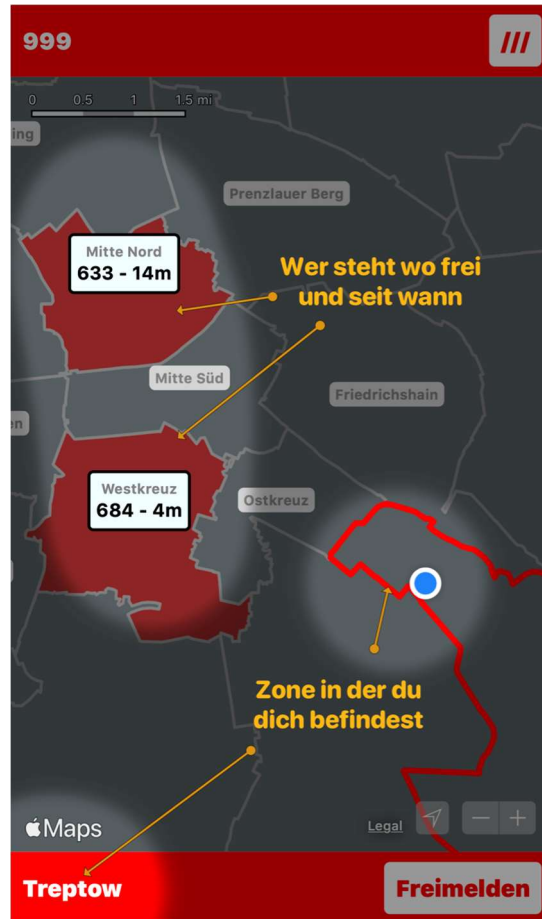 999
///
0 0.5 1 1.5 mi
ing
Prenzlauer Berg
Mitte Nord
633 - 14m
Wer steht wo frei
und seit wann
Mitte Süd
Friedrichshain
en
Westkreuz
684 - 4m
Ostkreuz
Zone in der du
dich befindest
Maps
Legal
Treptow
Freimelden